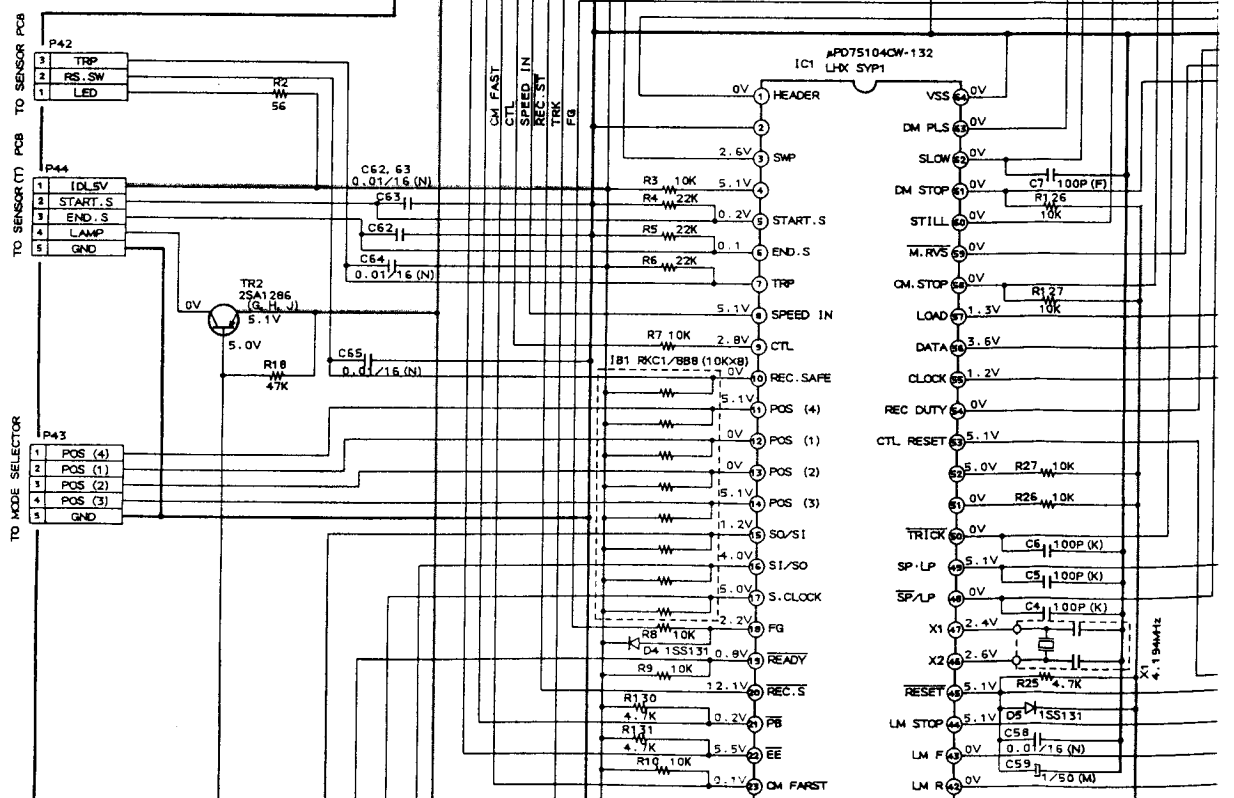 TO SENSOR PCB
P42
3 TRP
2 RS.SW
1 LED
R2
56
TO SENSOR(T) PCB
P44
1 IDL5V
2 START.S
3 END.S
4 LAMP
5 GND
C62, 63
0.01/16 (N)
C63
C62
C64
0.01/16 (N)
TR2
2SA1286
(G, H, J)
0V
5.1V
5.0V
R18
47K
C65
0.01/16 (N)
TO MODE SELECTOR
P43
1 POS (4)
2 POS (1)
3 POS (2)
4 POS (3)
5 GND
CM FAST
CTL
SPEED IN
REC.ST
TRK
FG
μPD75104CW-132
IC1 LHX SYP1
0V 1 HEADER
2
2.6V 3 SWP
R3 10K 5.1V 4
R4 22K 0.2V 5 START.S
R5 22K 0.1 6 END.S
R6 22K 7 TRP
5.1V 8 SPEED IN
R7 10K 2.8V 9 CTL
IB1 RKC1/8B8 (10KX8)
0V 10 REC.SAFE
5.1V 11 POS (4)
0V 12 POS (1)
0V 13 POS (2)
5.1V 14 POS (3)
1.2V 15 SO/SI
4.0V 16 SI/SO
5.0V 17 S.CLOCK
2.2V 18 FG
R8 10K
D4 1SS131
0.8V 19 READY
R9 10K
12.1V 20 REC.S
R130
4.7K
0.2V 21 PB
R131
4.7K
5.5V 22 EE
R10 10K
0.1V 23 CM FARST
VSS 64 0V
DM PLS 63 0V
SLOW 62 0V
C7 100P (F)
DM STOP 61 0V
R126
10K
STILL 60 0V
M.RVS 59 0V
CM.STOP 58 0V
R127
10K
LOAD 57 1.3V
DATA 56 3.6V
CLOCK 55 1.2V
REC DUTY 54 0V
CTL RESET 53 5.1V
52 5.0V R27 10K
51 0V R26 10K
TRICK 50 0V
C6 100P (K)
SP·LP 49 5.1V
C5 100P (K)
SP/LP 48 0V
C4 100P (K)
X1 47 2.4V
X2 46 2.6V
X1
4.194MHz
RESET 45 5.1V
R25 4.7K
D5 1SS131
LM STOP 44 5.1V
C58
0.01/16 (N)
LM F 43 0V
C59
1/50 (M)
LM R 42 0V